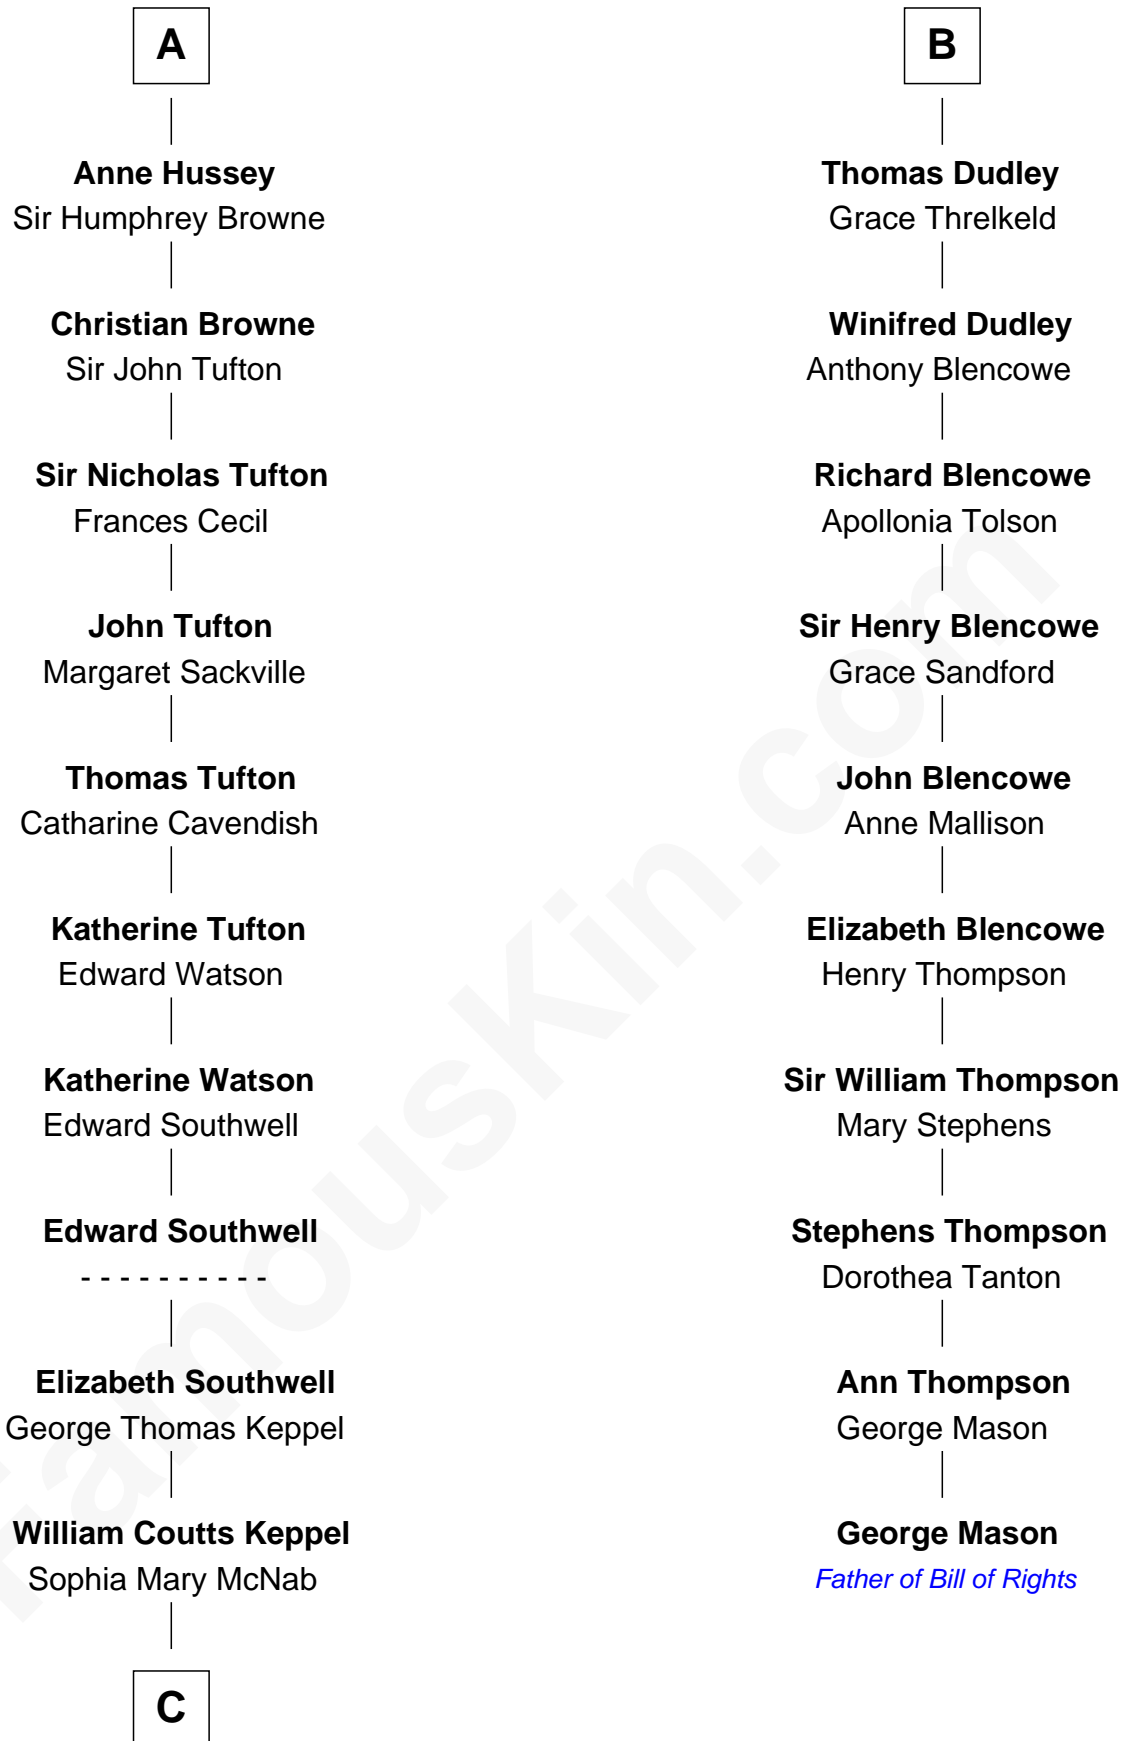 A
Anne Hussey
Sir Humphrey Browne
Christian Browne
Sir John Tufton
Sir Nicholas Tufton
Frances Cecil
John Tufton
Margaret Sackville
Thomas Tufton
Catharine Cavendish
Katherine Tufton
Edward Watson
Katherine Watson
Edward Southwell
Edward Southwell
- - - - - - - - - -
Elizabeth Southwell
George Thomas Keppel
William Coutts Keppel
Sophia Mary McNab
C
B
Thomas Dudley
Grace Threlkeld
Winifred Dudley
Anthony Blencowe
Richard Blencowe
Apollonia Tolson
Sir Henry Blencowe
Grace Sandford
John Blencowe
Anne Mallison
Elizabeth Blencowe
Henry Thompson
Sir William Thompson
Mary Stephens
Stephens Thompson
Dorothea Tanton
Ann Thompson
George Mason
George Mason
Father of Bill of Rights
FamousKin.com